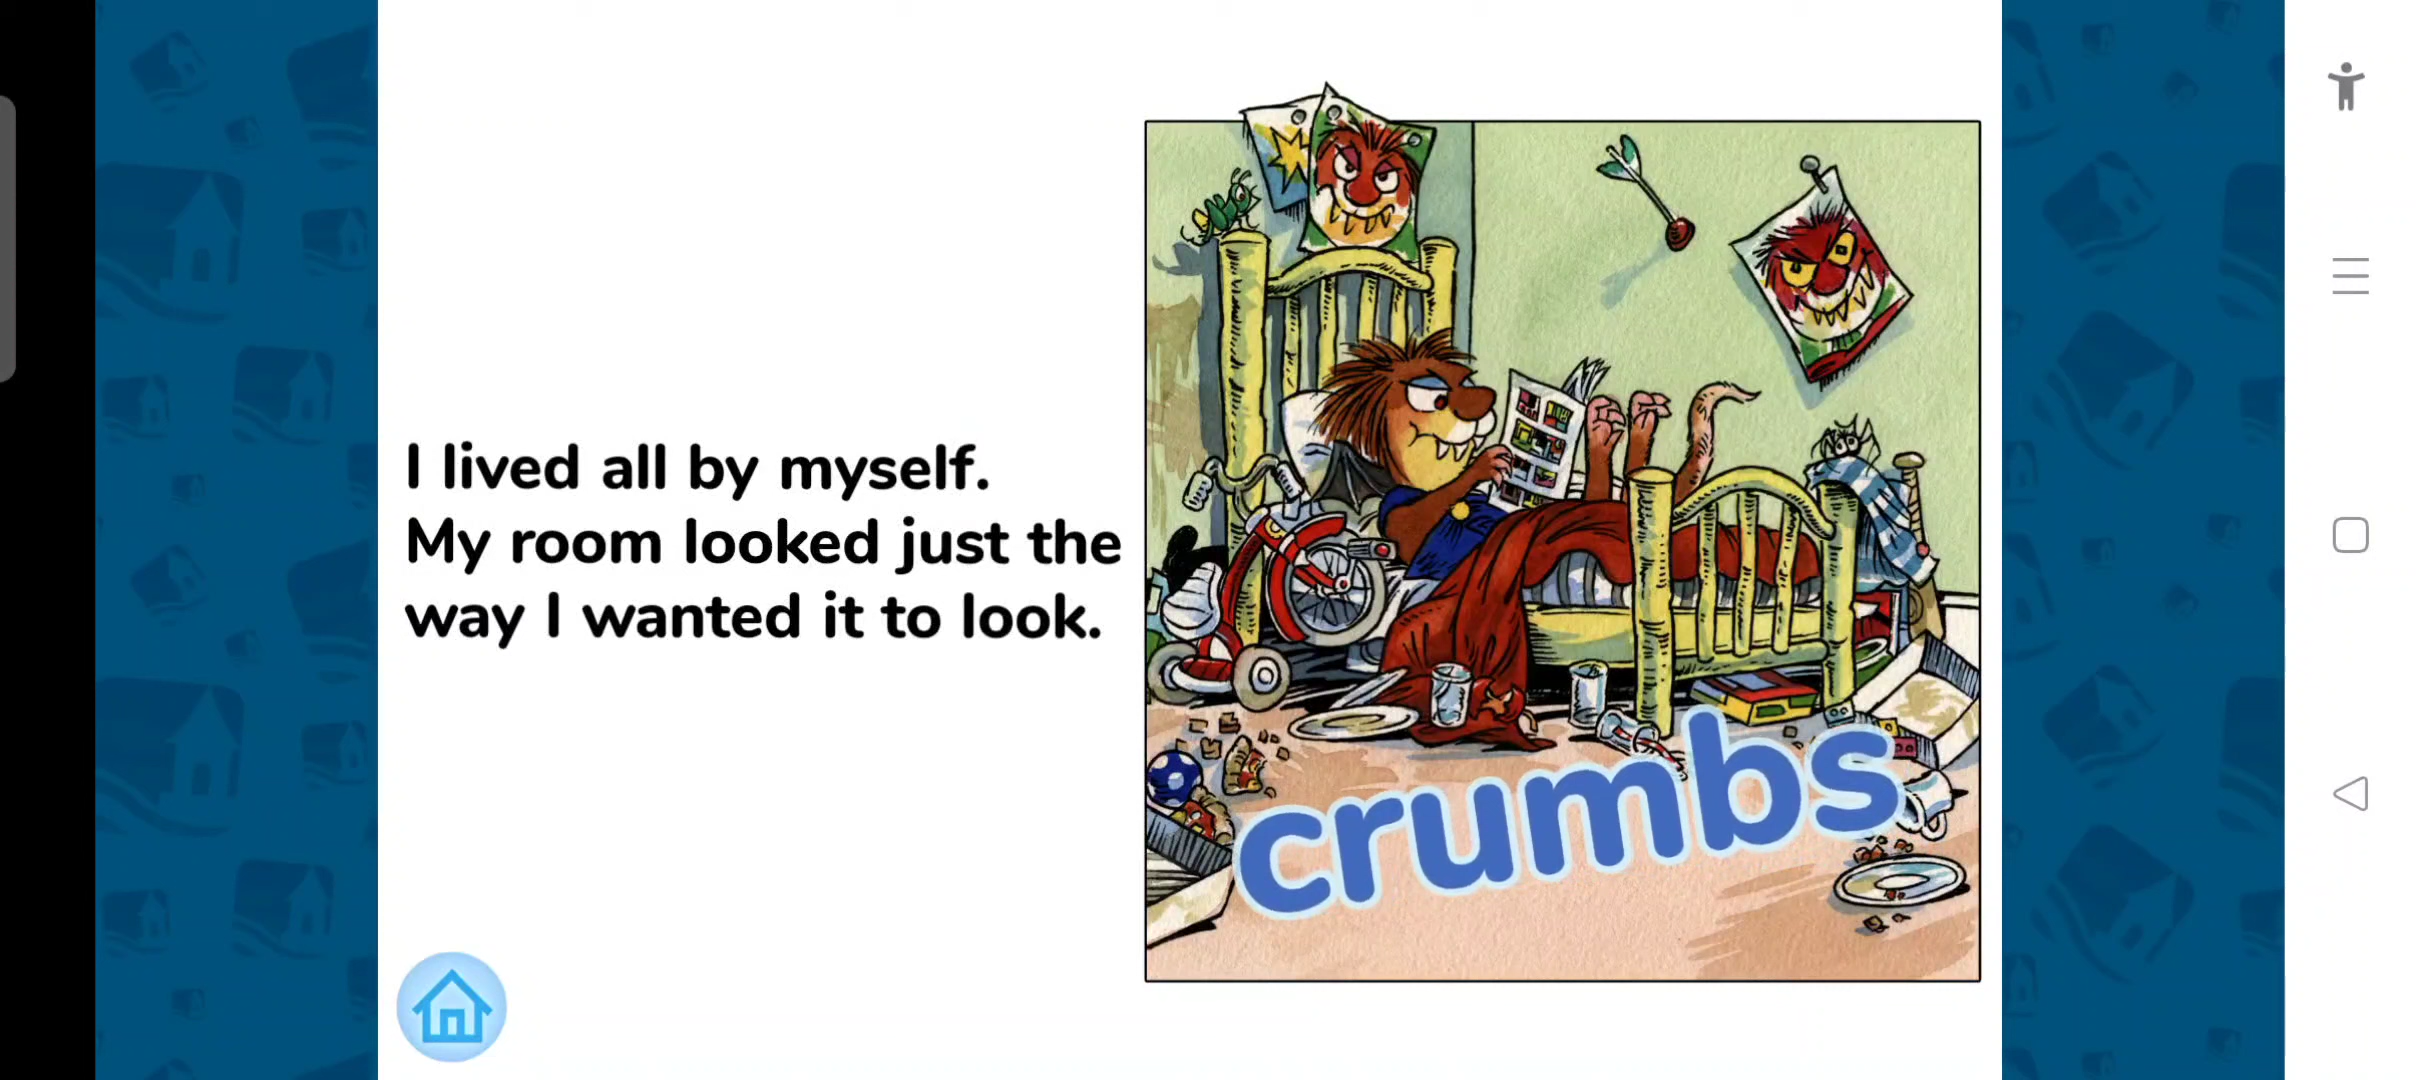 I lived all by myself.
My room looked just the
way I wanted it to look.
crumbs